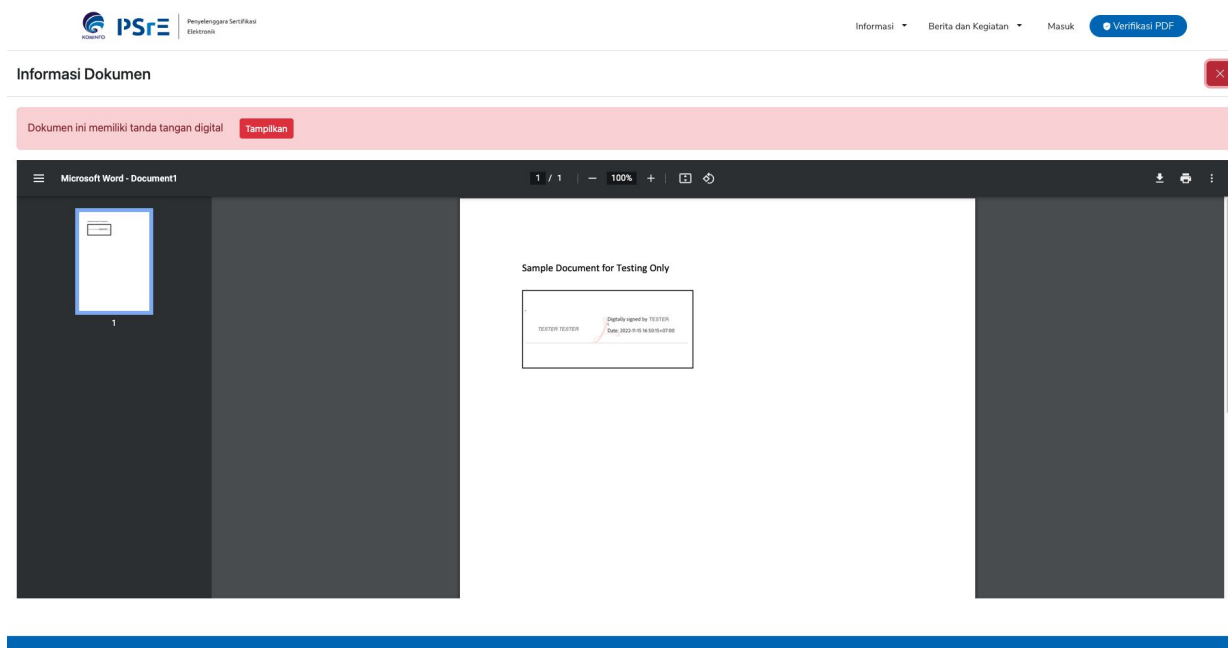 KOMINFO
PSrE
Penyelenggara Sertifikasi
Elektronik
Informasi
Berita dan Kegiatan
Masuk
Verifikasi PDF
Informasi Dokumen
Dokumen ini memiliki tanda tangan digital
Tampilkan
Microsoft Word - Document1
1 / 1
100%
1
Sample Document for Testing Only
TESTER TESTER
Digitally signed by TESTER
Date: 2022-11-15 16:50:15+07:00